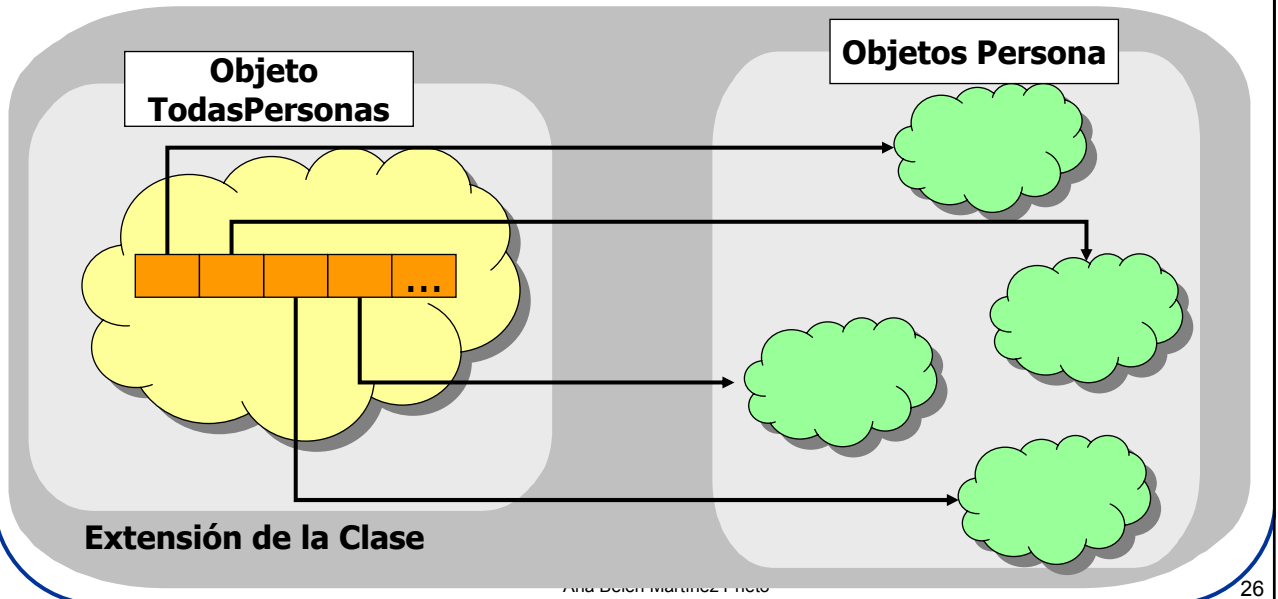 Objeto
TodasPersonas
Objetos Persona
...
Extensión de la Clase
26